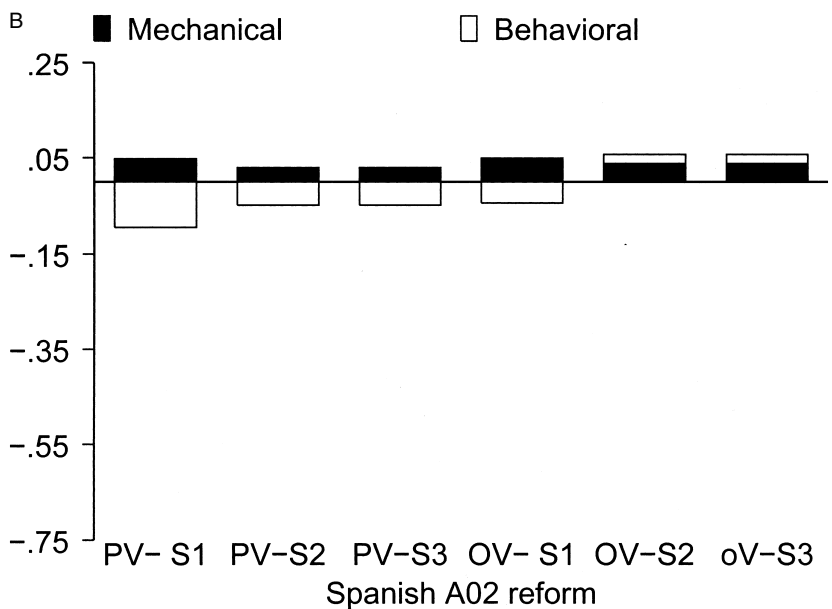 B
Mechanical Behavioral
.25
.05
−.15
−.35
−.55
−.75
PV− S1 PV−S2 PV−S3 OV− S1 OV−S2 oV−S3
Spanish A02 reform